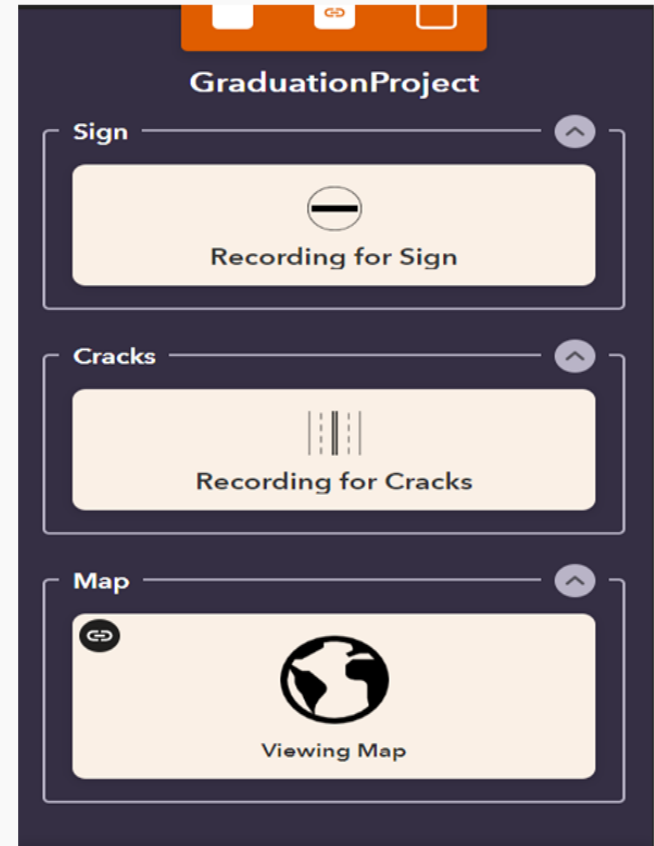 GraduationProject
Sign
Recording for Sign
Cracks
Recording for Cracks
Map
Viewing Map